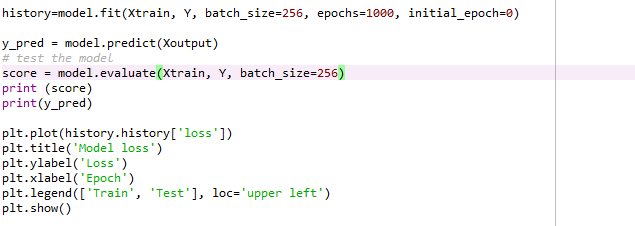 history=model.fit(Xtrain, Y, batch_size=256, epochs=1000, initial_epoch=0)
y_pred = model.predict(Xoutput)
# test the model
score = model.evaluate(Xtrain, Y, batch_size=256)
print (score)
print(y_pred)
plt.plot(history.history['loss'])
plt.title('Model loss')
plt.ylabel('Loss')
plt.xlabel('Epoch')
plt.legend(['Train', 'Test'], loc='upper left')
plt.show()